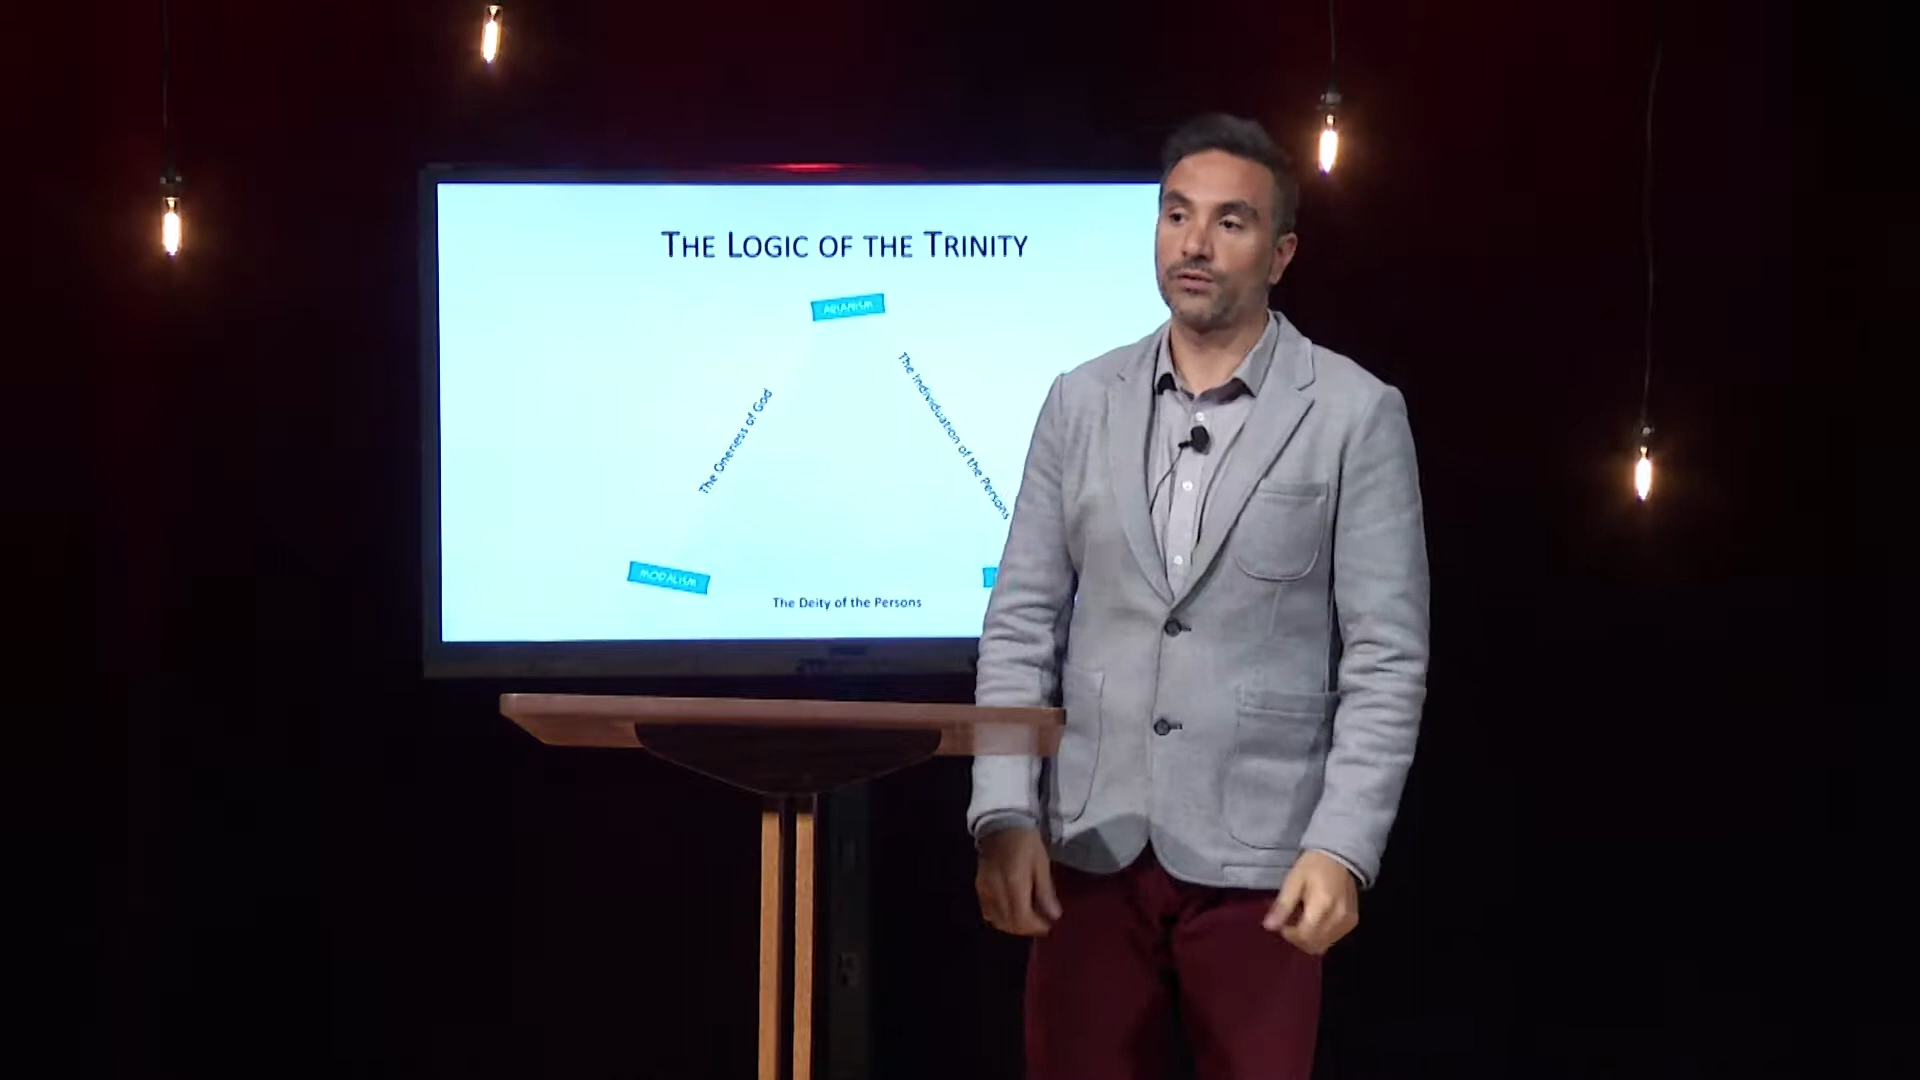 THE LOGIC OF THE TRINITY
ARIANISM
The Oneness of God
The Individuation of the Persons
MODALISM
The Deity of the Persons